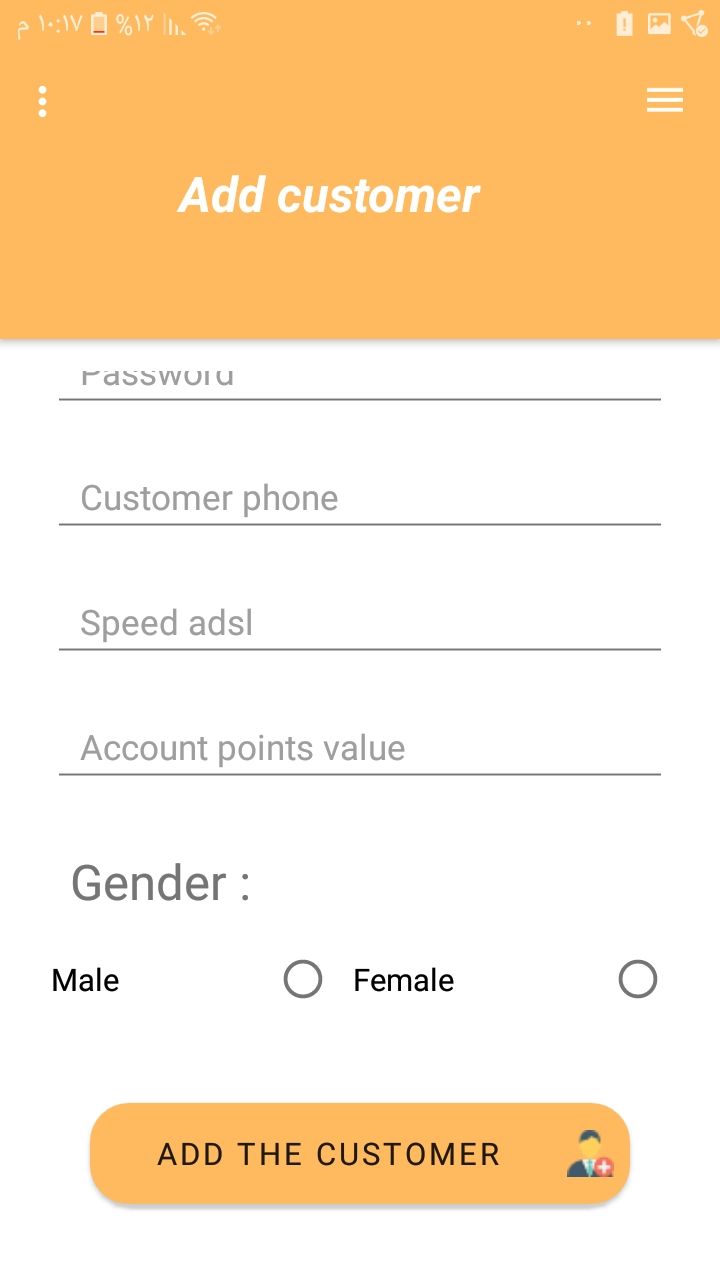 م ١٠:١٧ %١٢
Add customer
Password
Customer phone
Speed adsl
Account points value
Gender :
Male Female
ADD THE CUSTOMER